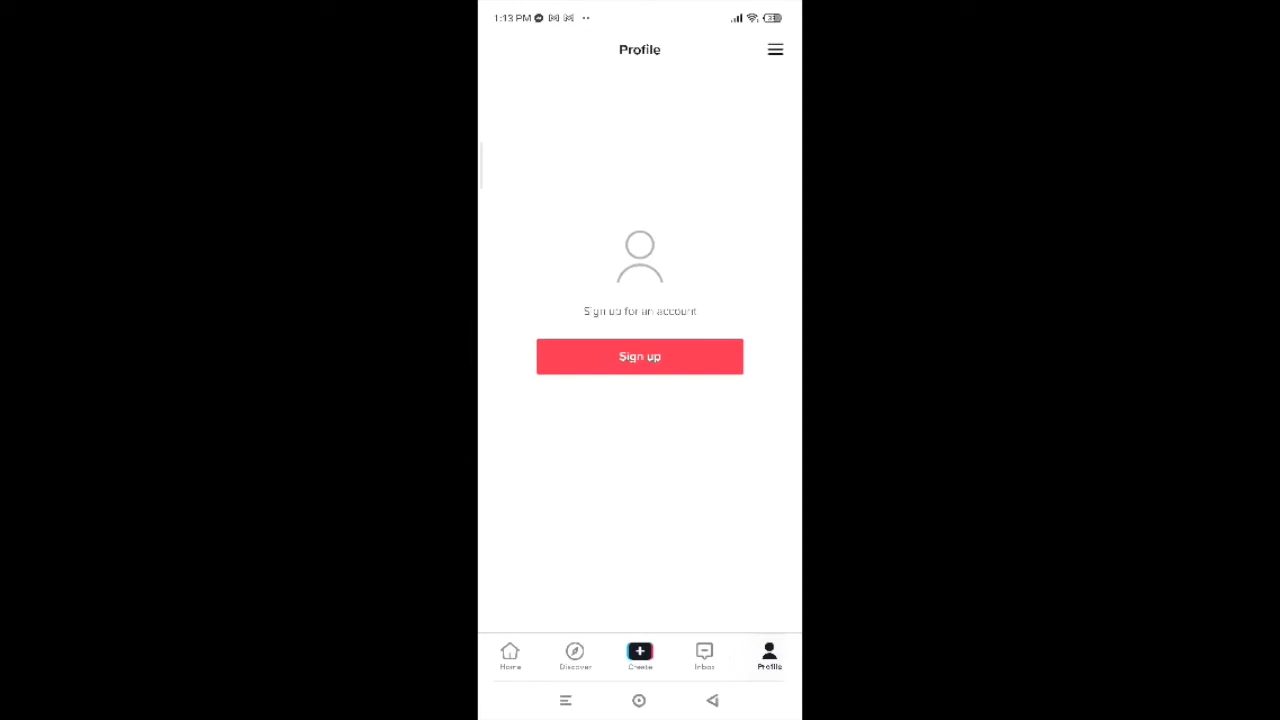 1:13 PM
Profile
Sign up for an account
Sign up
Home
Discover
Create
Inbox
Profile